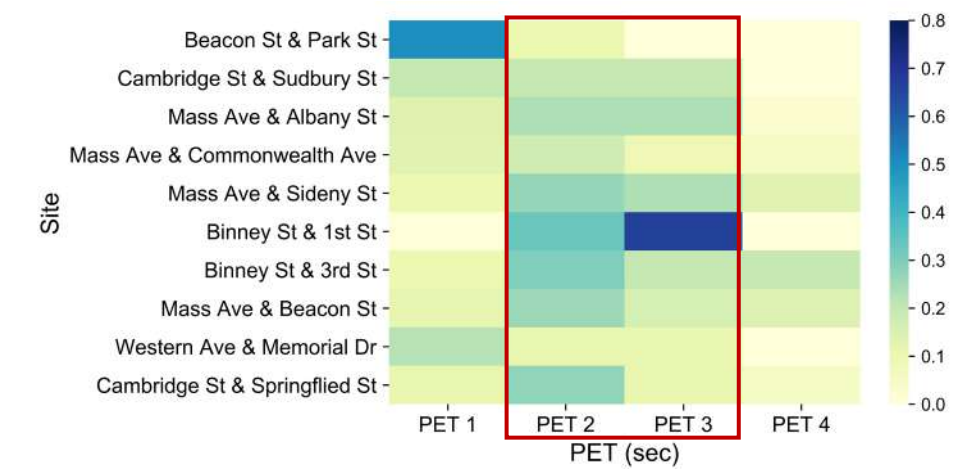 Site
Beacon St & Park St
Cambridge St & Sudbury St
Mass Ave & Albany St
Mass Ave & Commonwealth Ave
Mass Ave & Sideny St
Binney St & 1st St
Binney St & 3rd St
Mass Ave & Beacon St
Western Ave & Memorial Dr
Cambridge St & Springflied St
PET 1 PET 2 PET 3 PET 4
PET (sec)
0.8
0.7
0.6
0.5
0.4
0.3
0.2
0.1
0.0